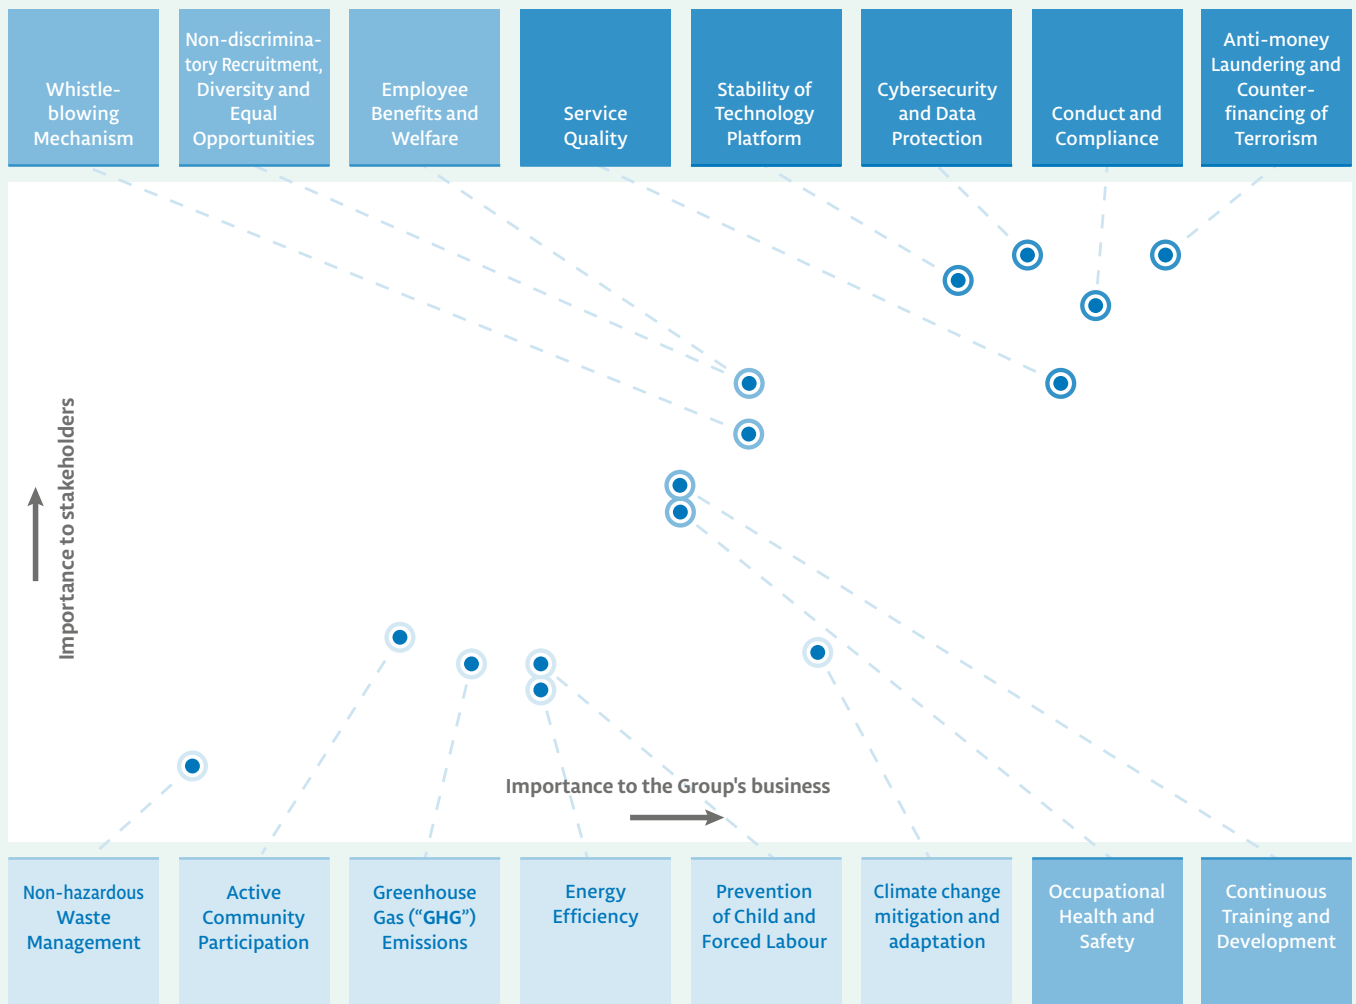 Whistle-
blowing
Mechanism
Non-discrimina-
tory Recruitment,
Diversity and
Equal
Opportunities
Employee
Benefits and
Welfare
Service
Quality
Stability of
Technology
Platform
Cybersecurity
and Data
Protection
Conduct and
Compliance
Anti-money
Laundering and
Counter-
financing of
Terrorism
Importance to stakeholders
Importance to the Group's business
Non-hazardous
Waste
Management
Active
Community
Participation
Greenhouse
Gas (“GHG”)
Emissions
Energy
Efficiency
Prevention
of Child and
Forced Labour
Climate change
mitigation and
adaptation
Occupational
Health and
Safety
Continuous
Training and
Development